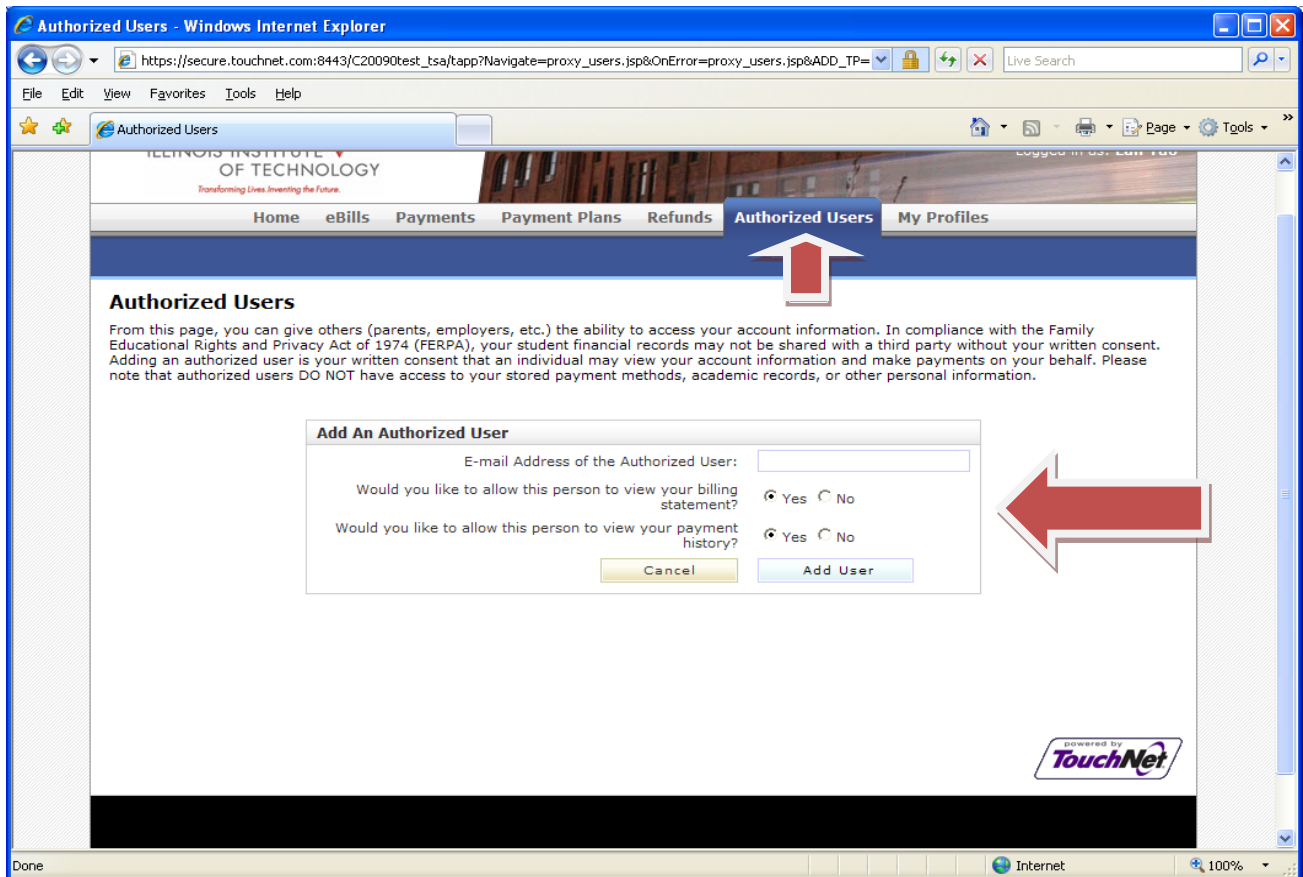 Authorized Users - Windows Internet Explorer
https://secure.touchnet.com:8443/C20090test_tsa/tapp?Navigate=proxy_users.jsp&OnError=proxy_users.jsp&ADD_TP=
Live Search
File Edit View Favorites Tools Help
Authorized Users
Page Tools
ILLINOIS INSTITUTE
OF TECHNOLOGY
Transforming Lives.Inventing the Future.
Logged in as:
Home eBills Payments Payment Plans Refunds Authorized Users My Profiles
Authorized Users
From this page, you can give others (parents, employers, etc.) the ability to access your account information. In compliance with the Family
Educational Rights and Privacy Act of 1974 (FERPA), your student financial records may not be shared with a third party without your written consent.
Adding an authorized user is your written consent that an individual may view your account information and make payments on your behalf. Please
note that authorized users DO NOT have access to your stored payment methods, academic records, or other personal information.
Add An Authorized User
E-mail Address of the Authorized User:
Would you like to allow this person to view your billing
statement?
Yes No
Would you like to allow this person to view your payment
history?
Yes No
Cancel Add User
powered by
TouchNet
Done
Internet
100%